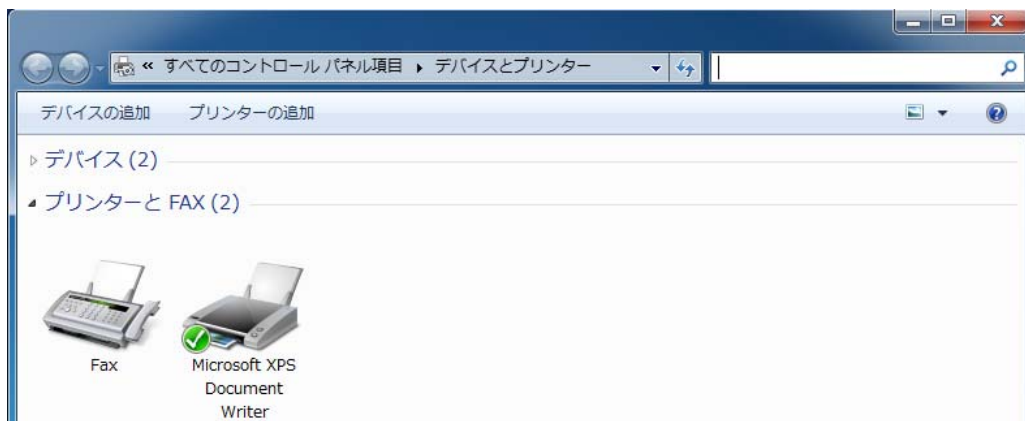 « すべてのコントロール パネル項目 ▸ デバイスとプリンター
デバイスの追加 プリンターの追加
デバイス (2)
プリンターと FAX (2)
Fax
Microsoft XPS
Document
Writer